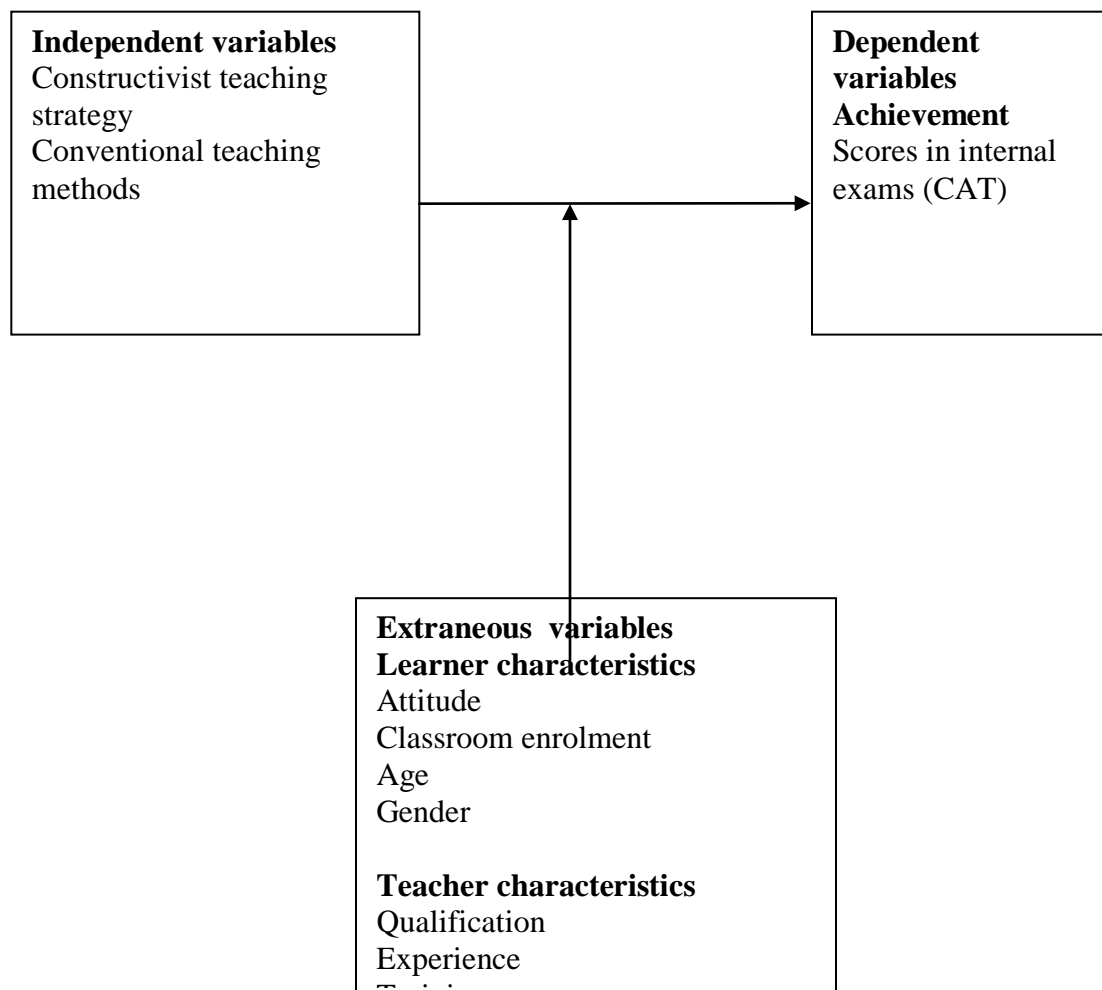 Independent variables
Constructivist teaching
strategy
Conventional teaching
methods
Dependent
variables
Achievement
Scores in internal
exams (CAT)
Extraneous variables
Learner characteristics
Attitude
Classroom enrolment
Age
Gender
Teacher characteristics
Qualification
Experience